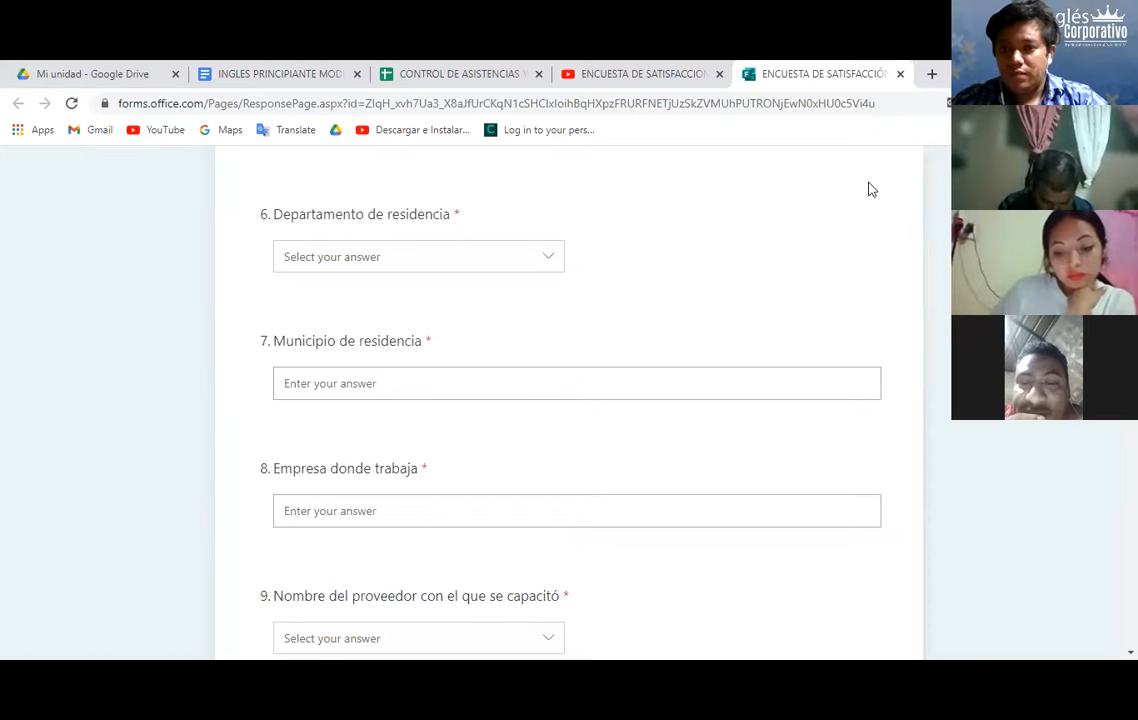 glés
Corporativo
Mi unidad - Google Drive
INGLES PRINCIPIANTE MODI
CONTROL DE ASISTENCIAS Y
ENCUESTA DE SATISFACCION
ENCUESTA DE SATISFACCIÓN
forms.office.com/Pages/ResponsePage.aspx?id=ZIqH_xvh7Ua3_X8aJfUrCKqN1cSHCIxIoihBqHXpzFRURFNETjUzSkZVMUhPUTRONjEwN0xHU0c5Vi4u
Apps
Gmail
YouTube
Maps
Translate
Descargar e Instalar...
Log in to your pers...
6. Departamento de residencia *
Select your answer
7. Municipio de residencia *
Enter your answer
8. Empresa donde trabaja *
Enter your answer
9. Nombre del proveedor con el que se capacitó *
Select your answer